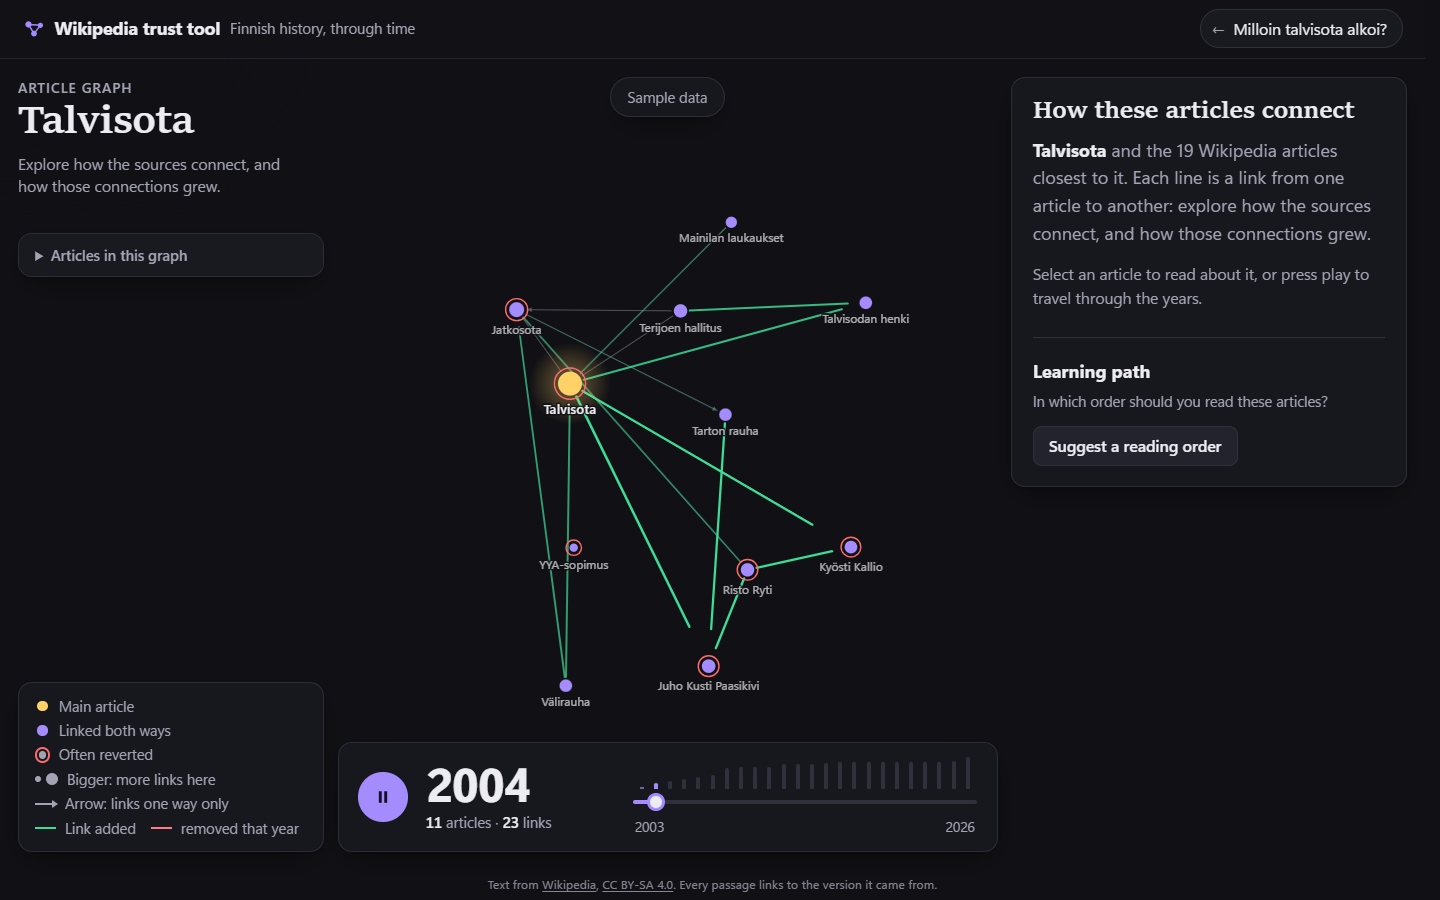 Wikipedia trust tool Finnish history, through time
← Milloin talvisota alkoi?
ARTICLE GRAPH
Talvisota
Explore how the sources connect, and
how those connections grew.
Articles in this graph
Sample data
Mainilan laukaukset
Jatkosota
Terijoen hallitus
Talvisodan henki
Talvisota
Tarton rauha
YYA-sopimus
Kyösti Kallio
Risto Ryti
Juho Kusti Paasikivi
Välirauha
How these articles connect
Talvisota and the 19 Wikipedia articles
closest to it. Each line is a link from one
article to another: explore how the sources
connect, and how those connections grew.
Select an article to read about it, or press play to
travel through the years.
Learning path
In which order should you read these articles?
Suggest a reading order
Main article
Linked both ways
Often reverted
Bigger: more links here
Arrow: links one way only
Link added removed that year
2004
11 articles · 23 links
2003 2026
Text from Wikipedia, CC BY-SA 4.0. Every passage links to the version it came from.